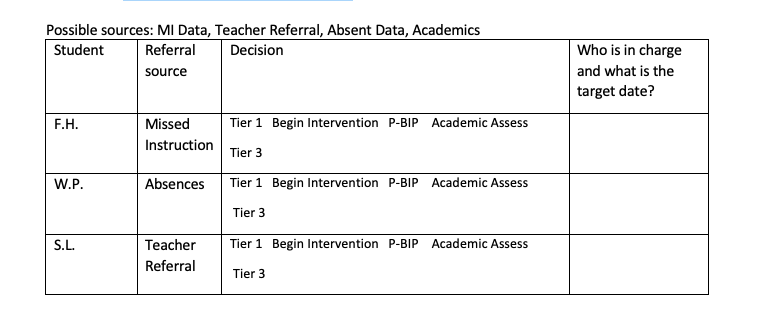 Possible sources: MI Data, Teacher Referral, Absent Data, Academics
Student Referral source Decision Who is in charge and what is the target date?
F.H. Missed Instruction Tier 1 Begin Intervention P-BIP Academic Assess
Tier 3
W.P. Absences Tier 1 Begin Intervention P-BIP Academic Assess
Tier 3
S.L. Teacher Referral Tier 1 Begin Intervention P-BIP Academic Assess
Tier 3